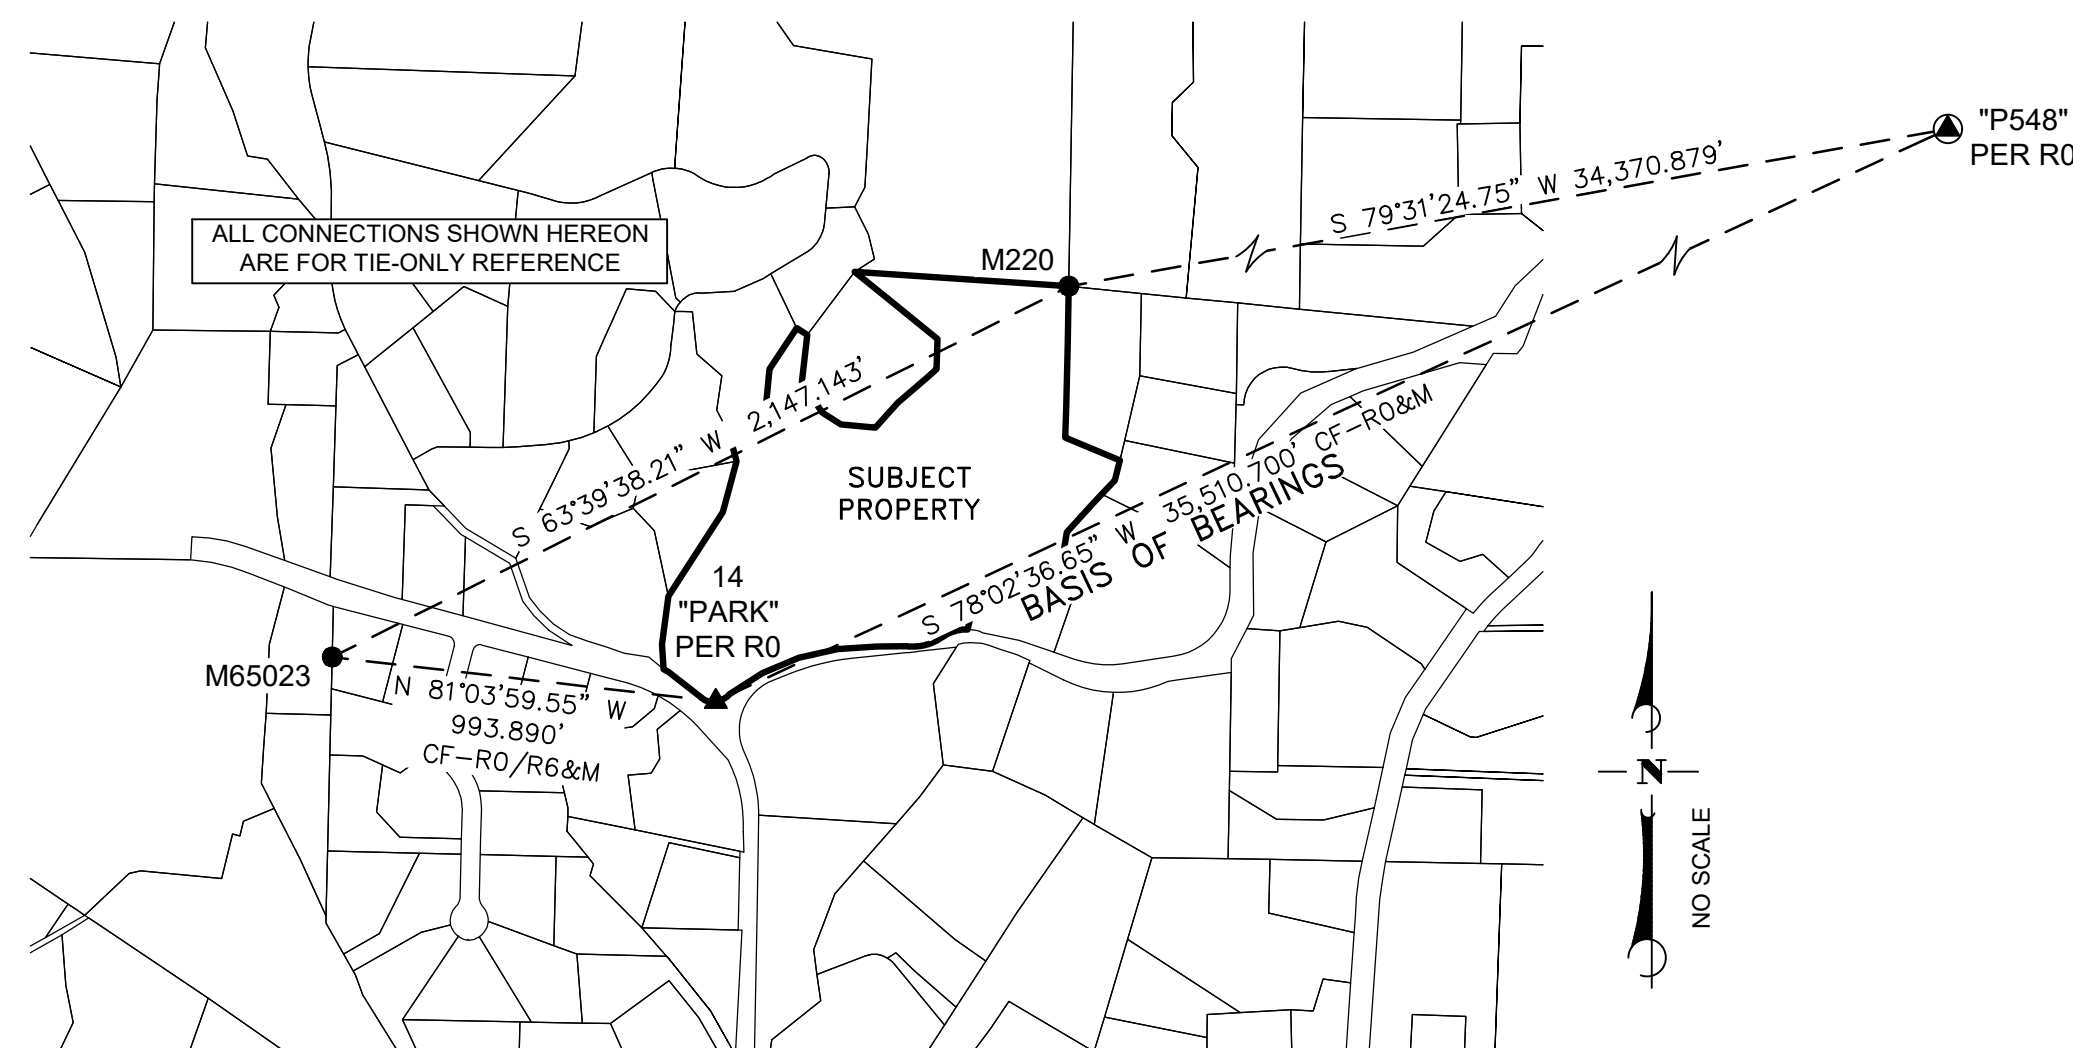 "P548"
PER R0
S 79°31'24.75" W 34,370.879'
ALL CONNECTIONS SHOWN HEREON
ARE FOR TIE-ONLY REFERENCE
M220
2,147.143'
S 63°39'38.21" W
SUBJECT
PROPERTY
S 78°02'36.65" W 35,510.700' CF-R0&M
BASIS OF BEARINGS
14
"PARK"
PER R0
M65023
N 81°03'59.55" W
993.890'
CF-R0/R6&M
N
NO SCALE